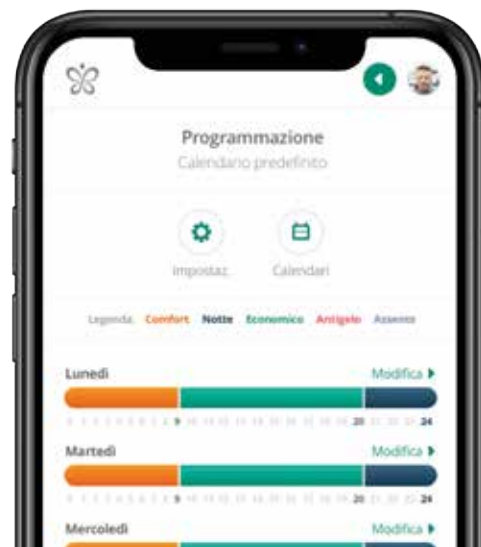 Programmazione
Calendario predefinito
Impostaz. Calendari
Legenda Comfort Notte Economico Antigelo Assente
Lunedì Modifica
9 20 24
Martedì Modifica
9 20 24
Mercoledì Modifica